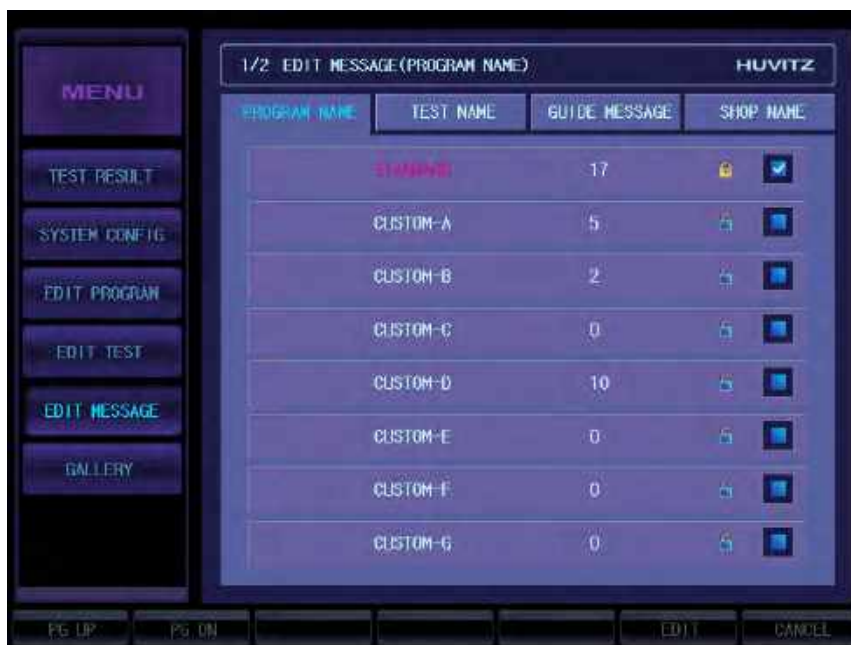 1/2 EDIT MESSAGE(PROGRAM NAME) HUVITZ
MENU
PROGRAM NAME TEST NAME GUIDE MESSAGE SHOP NAME
TEST RESULT
SYSTEM CONFIG
EDIT PROGRAM
EDIT TEST
EDIT MESSAGE
GALLERY
STANDARD 17
CUSTOM-A 5
CUSTOM-B 2
CUSTOM-C 0
CUSTOM-D 10
CUSTOM-E 0
CUSTOM-F 0
CUSTOM-G 0
PG UP PG DN EDIT CANCEL